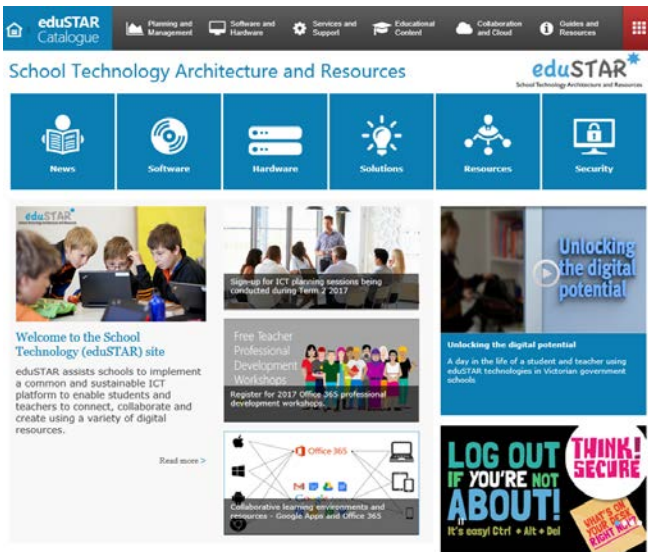 eduSTAR
Catalogue
Planning and
Management
Software and
Hardware
Services and
Support
Educational
Content
Collaboration
and Cloud
Guides and
Resources
School Technology Architecture and Resources
eduSTAR
School Technology Architecture and Resources
News
Software
Hardware
Solutions
Resources
Security
eduSTAR
Welcome to the School
Technology (eduSTAR) site
eduSTAR assists schools to implement
a common and sustainable ICT
platform to enable students and
teachers to connect, collaborate and
create using a variety of digital
resources.
Read more >
Sign-up for ICT planning sessions being
conducted during Term 2 2017
Free Teacher
Professional
Development
Workshops
Register for 2017 Office 365 professional
development workshops.
Office 365
Google
Collaborative learning environments and
resources - Google Apps and Office 365
Unlocking
the digital
potential
Unlocking the digital potential
A day in the life of a student and teacher using
eduSTAR technologies in Victorian government
schools
LOG OUT
IF YOU'RE NOT
ABOUT!
It's easy! Ctrl + Alt + Del
THINK!
SECURE
WHAT'S ON
YOUR DESK
RIGHT NOW?